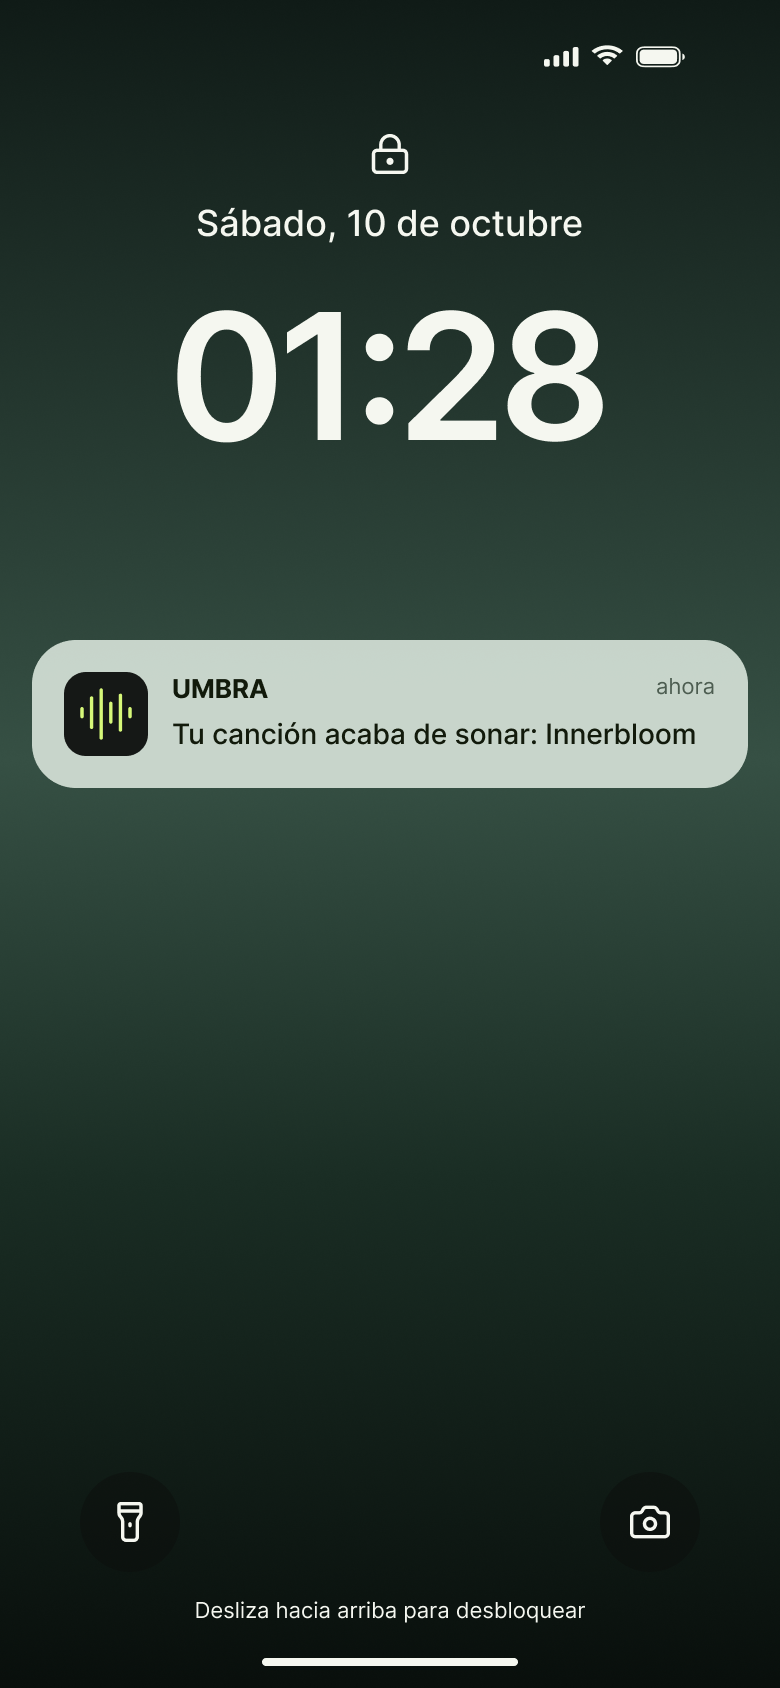 Sábado, 10 de octubre
01:28
UMBRA
ahora
Tu canción acaba de sonar: Innerbloom
Desliza hacia arriba para desbloquear